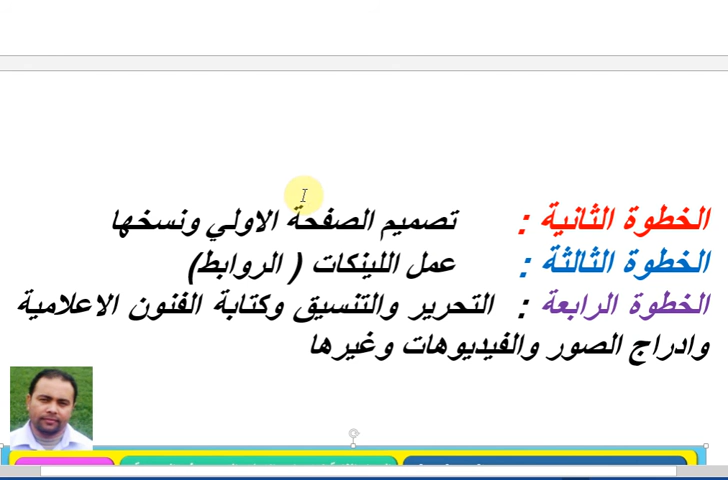 الخطوة الثانية : تصميم الصفحة الاولي ونسخها
الخطوة الثالثة : عمل اللينكات ( الروابط)
الخطوة الرابعة : التحرير والتنسيق وكتابة الفنون الاعلامية
وادراج الصور والفيديوهات وغيرها